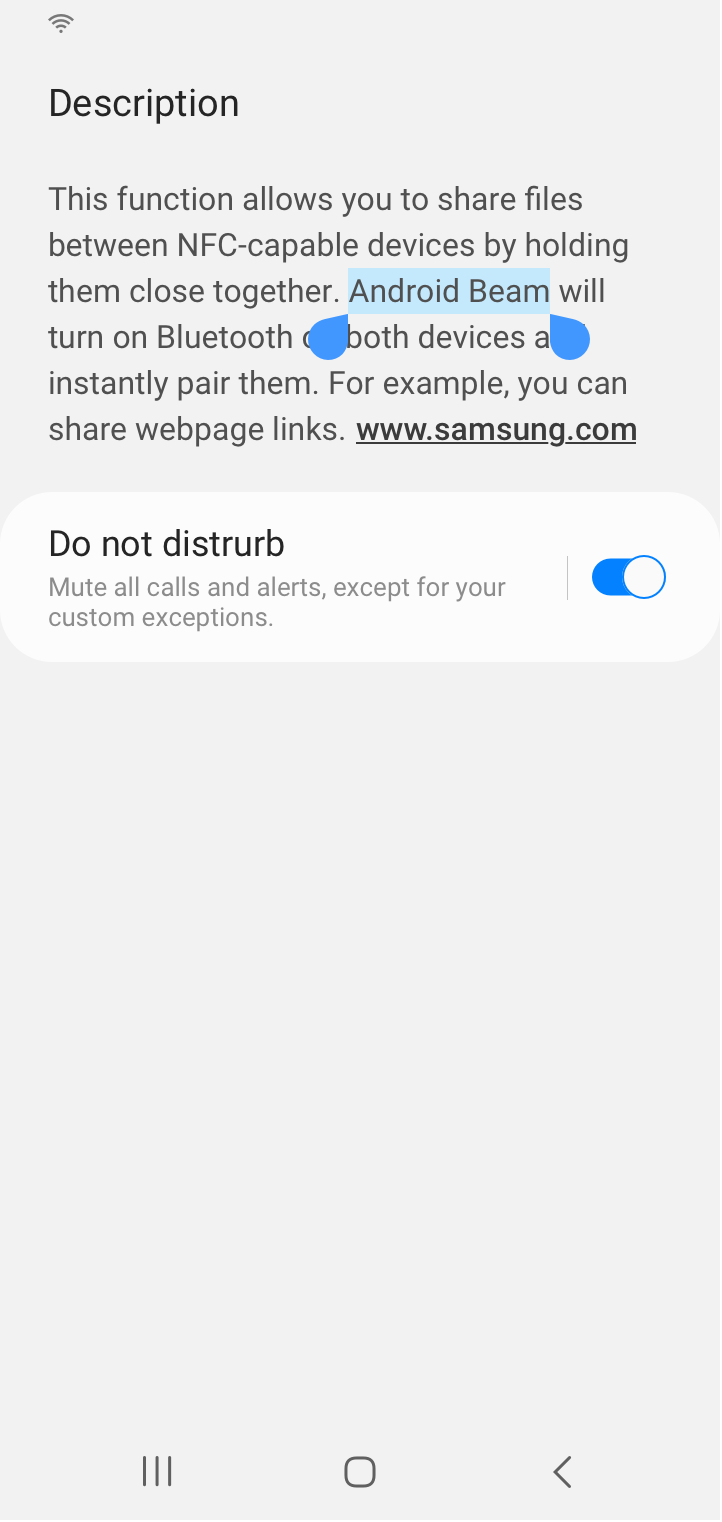 Description
This function allows you to share files
between NFC-capable devices by holding
them close together. Android Beam will
turn on Bluetooth both devices
instantly pair them. For example, you can
share webpage links. www.samsung.com
Do not distrurb
Mute all calls and alerts, except for your
custom exceptions.